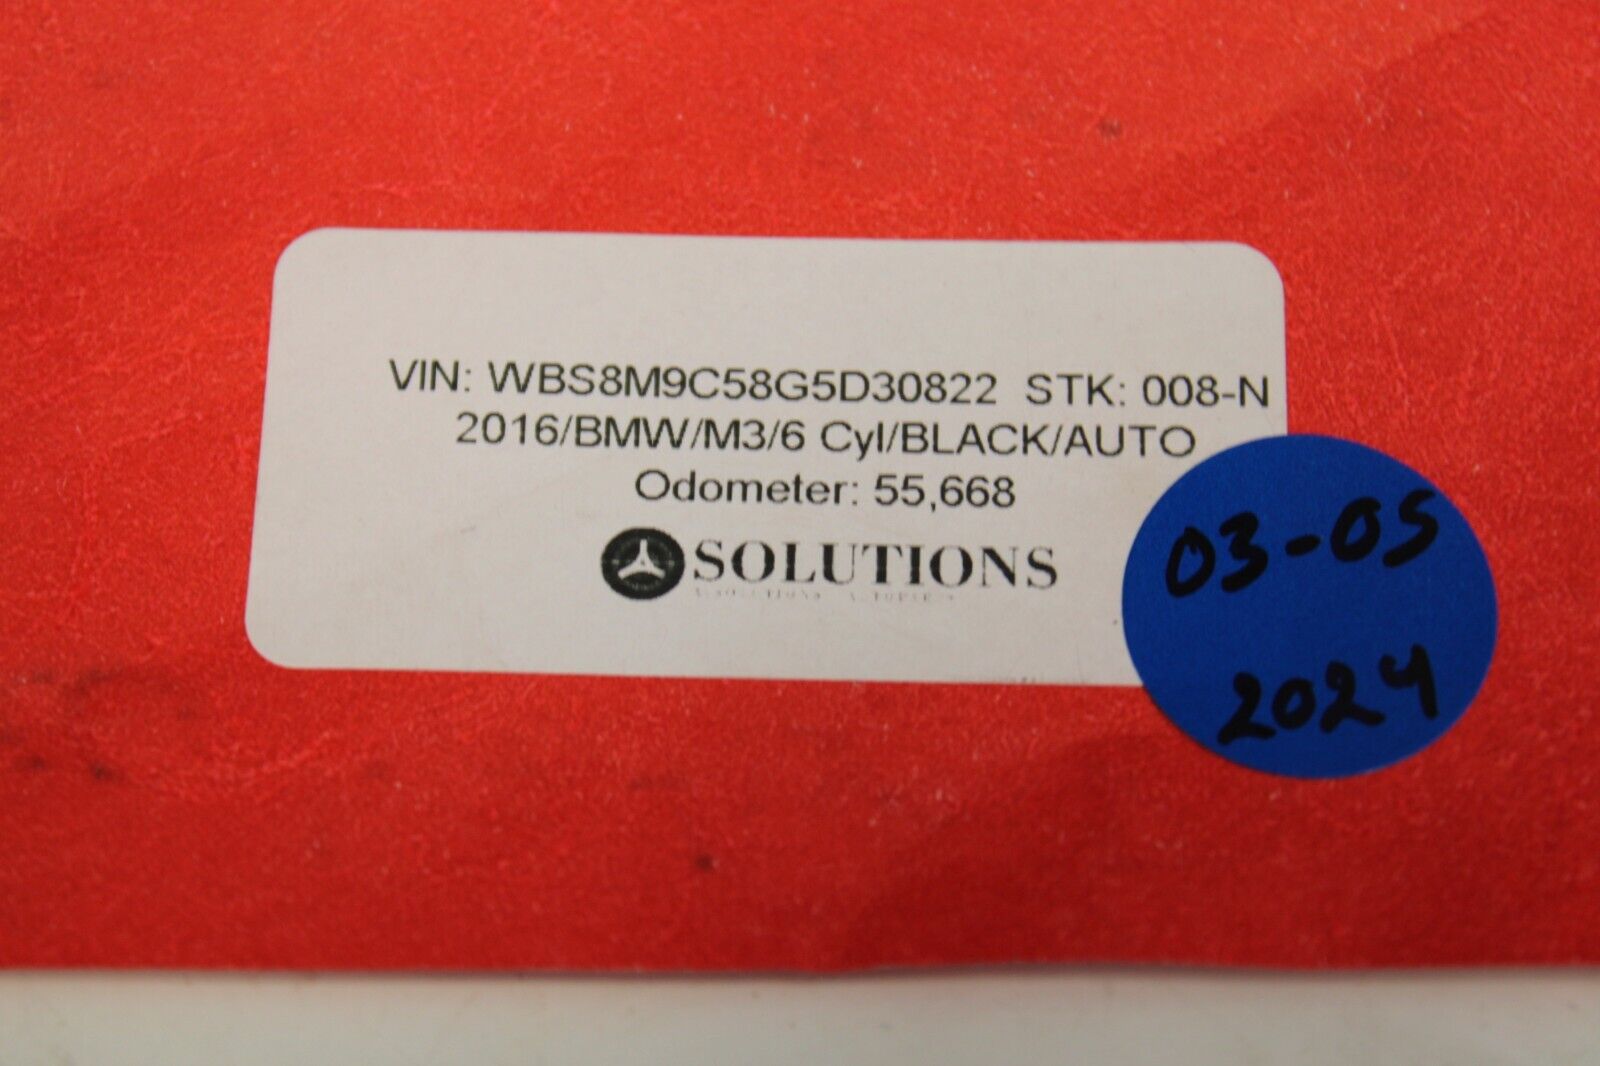 VIN: WBS8M9C58G5D30822 STK: 008-N
2016/BMW/M3/6 Cyl/BLACK/AUTO
Odometer: 55,668
SOLUTIONS
03-05
2024